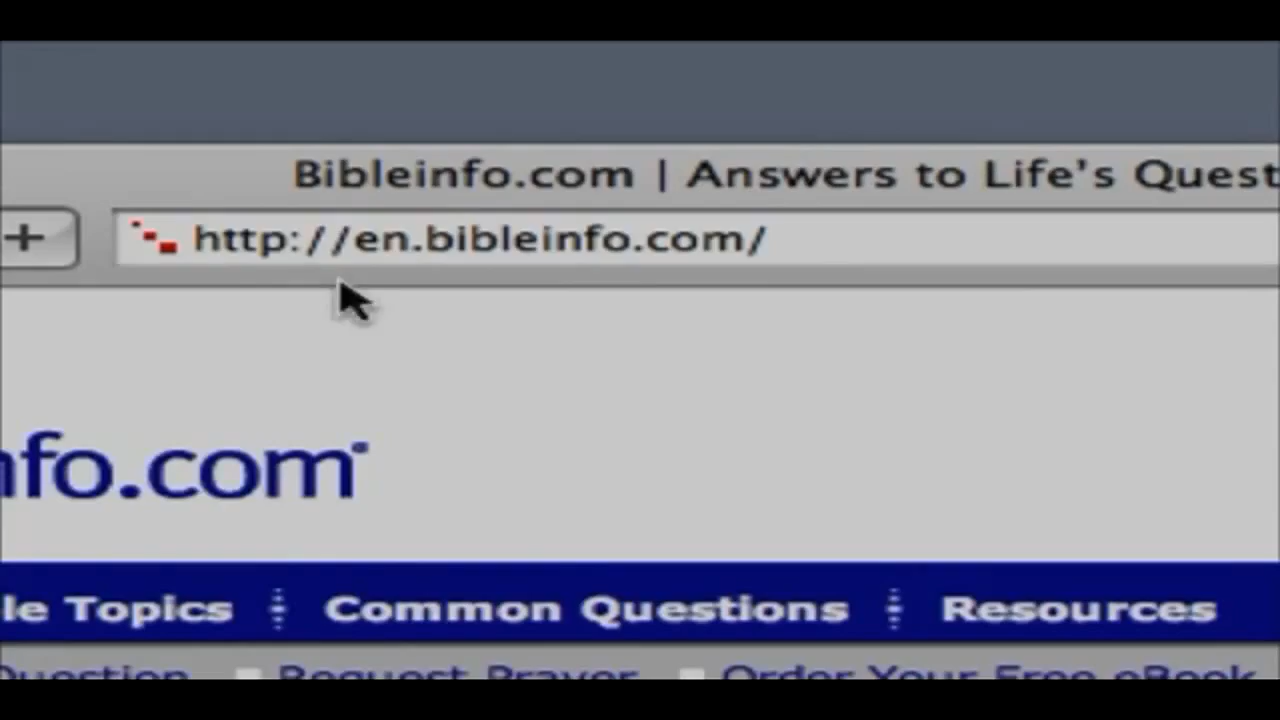 Bibleinfo.com | Answers to Life's Quest
+ http://en.bibleinfo.com/
nfo.com
le Topics Common Questions Resources
Question Request Prayer Order Your Free eBook